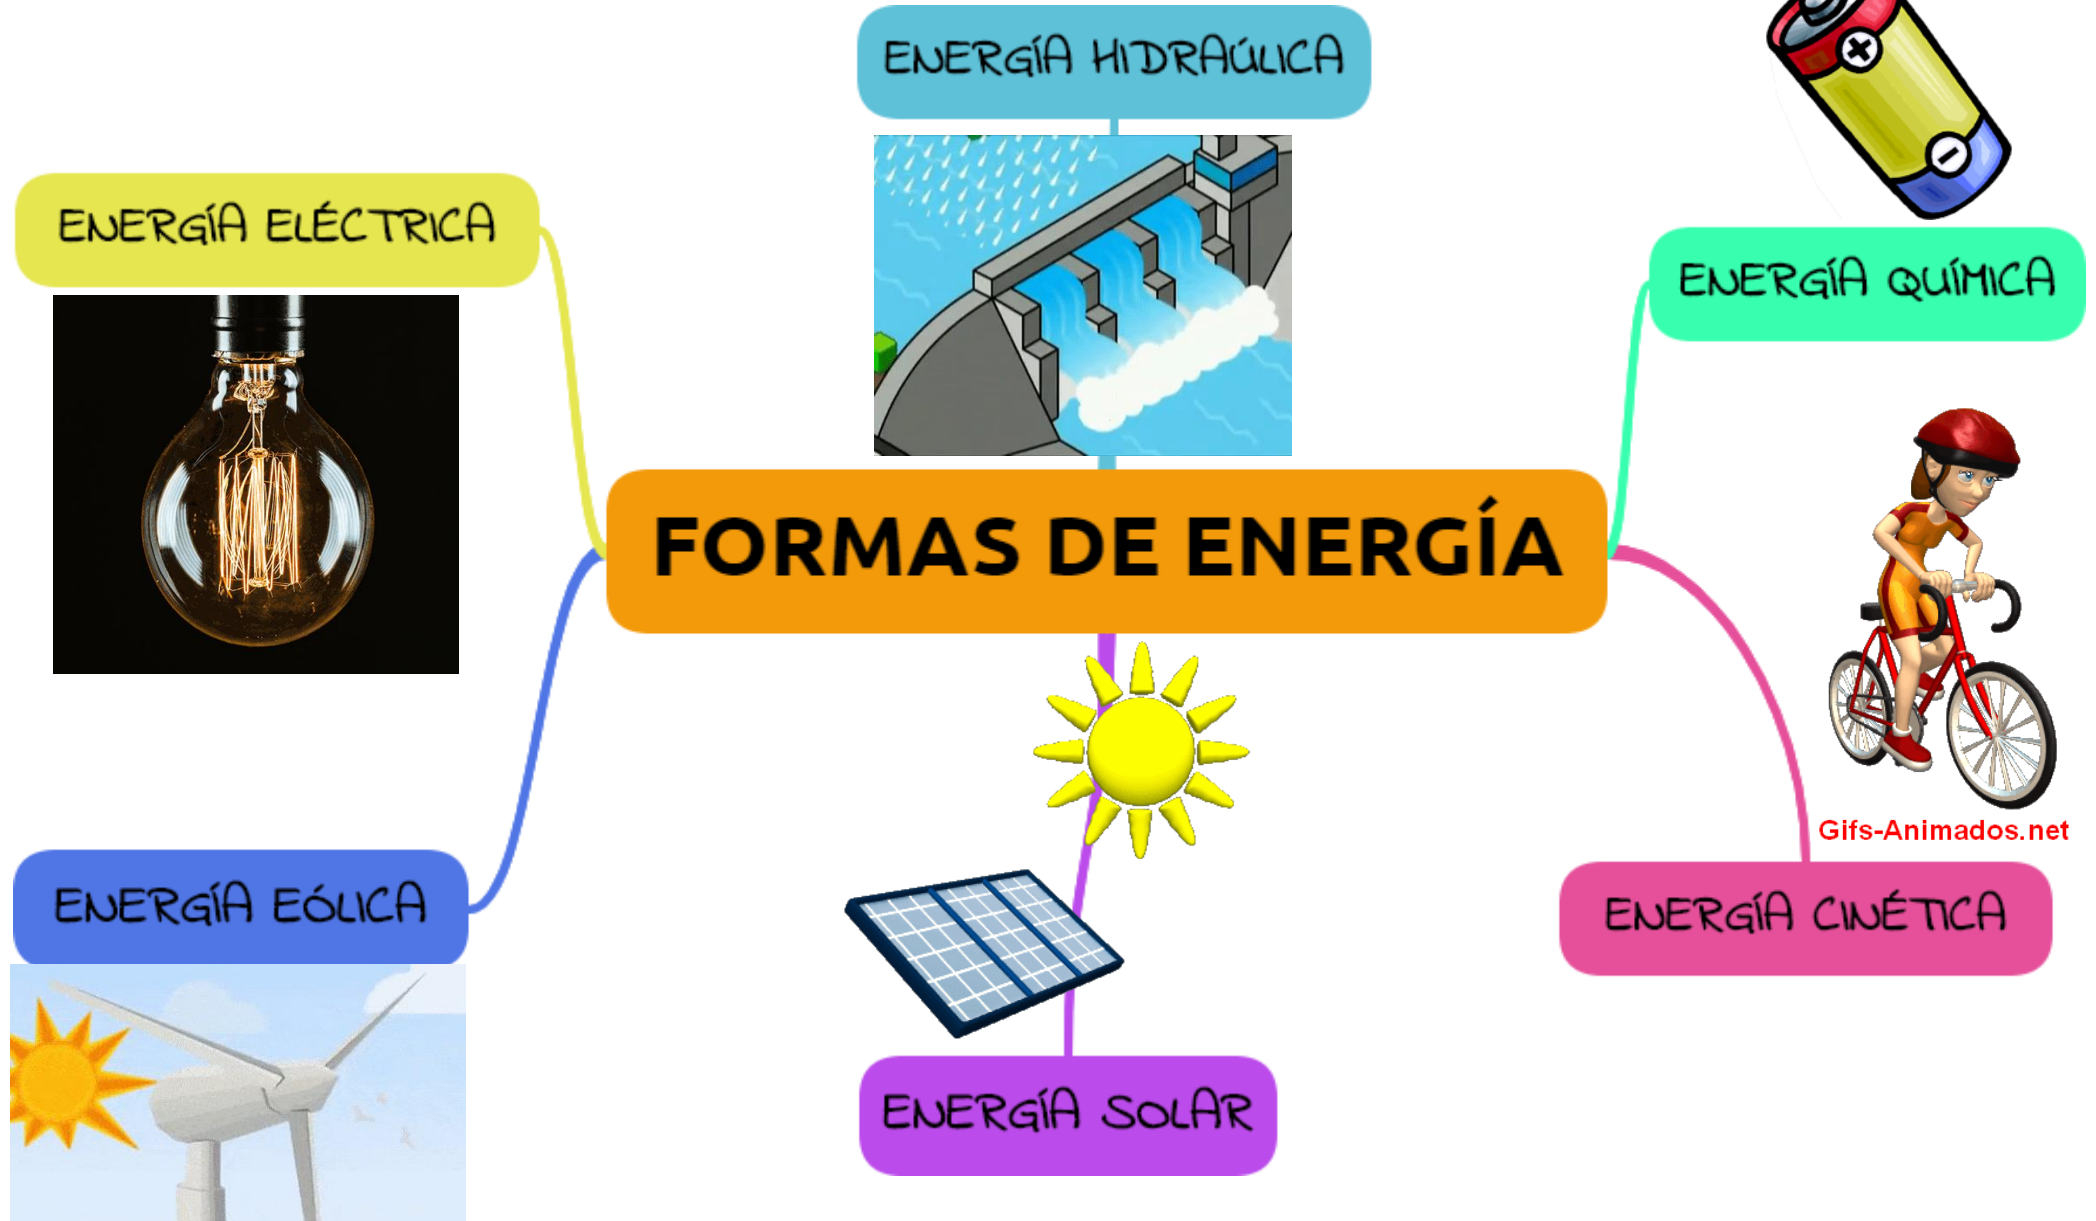 ENERGÍA HIDRAÚLICA
ENERGÍA ELÉCTRICA
ENERGÍA QUÍMICA
FORMAS DE ENERGÍA
Gifs-Animados.net
ENERGÍA EÓLICA
ENERGÍA CINÉTICA
ENERGÍA SOLAR